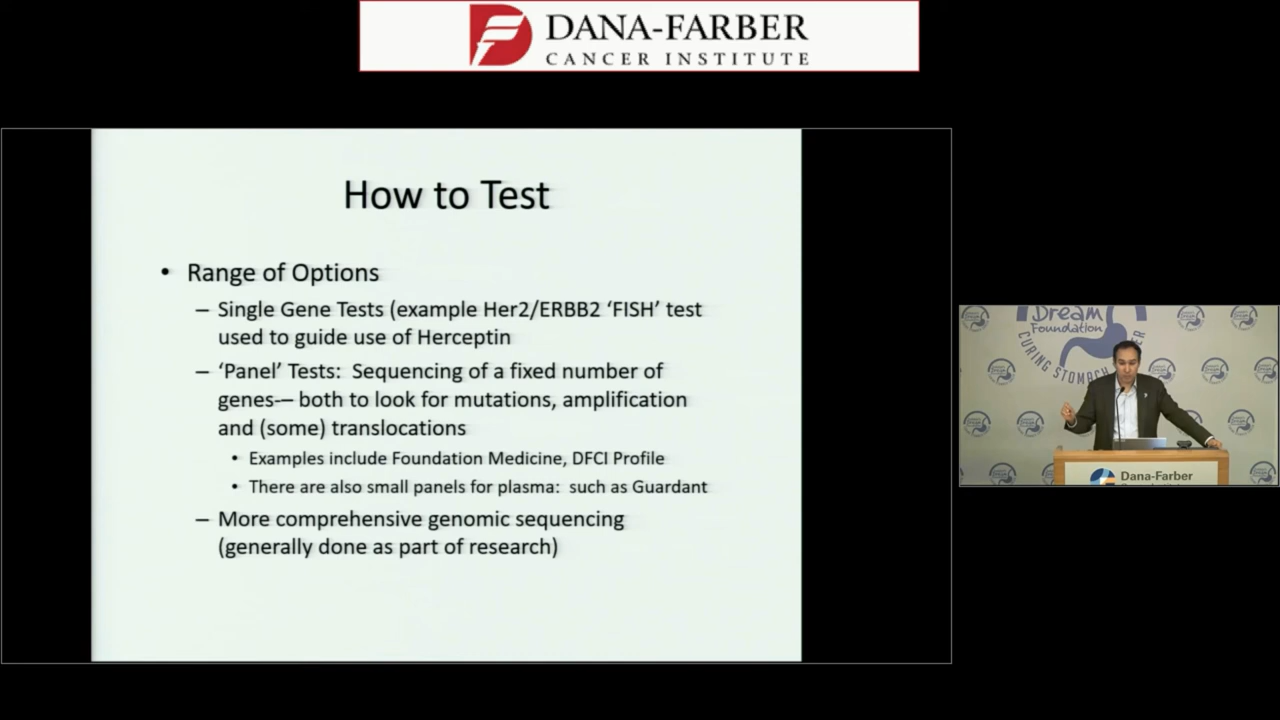 DANA-FARBER
CANCER INSTITUTE
How to Test
• Range of Options
– Single Gene Tests (example Her2/ERBB2 ‘FISH’ test
used to guide use of Herceptin
– ‘Panel’ Tests: Sequencing of a fixed number of
genes-– both to look for mutations, amplification
and (some) translocations
• Examples include Foundation Medicine, DFCI Profile
• There are also small panels for plasma: such as Guardant
– More comprehensive genomic sequencing
(generally done as part of research)
Dream
Foundation
CURING STOMACH
Dana-Farber